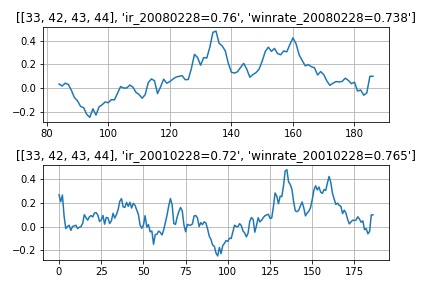 [[33, 42, 43, 44], 'ir_20080228=0.76', 'winrate_20080228=0.738']
0.4
0.2
0.0
−0.2
80 100 120 140 160 180
[[33, 42, 43, 44], 'ir_20010228=0.72', 'winrate_20010228=0.765']
0.4
0.2
0.0
−0.2
0 25 50 75 100 125 150 175